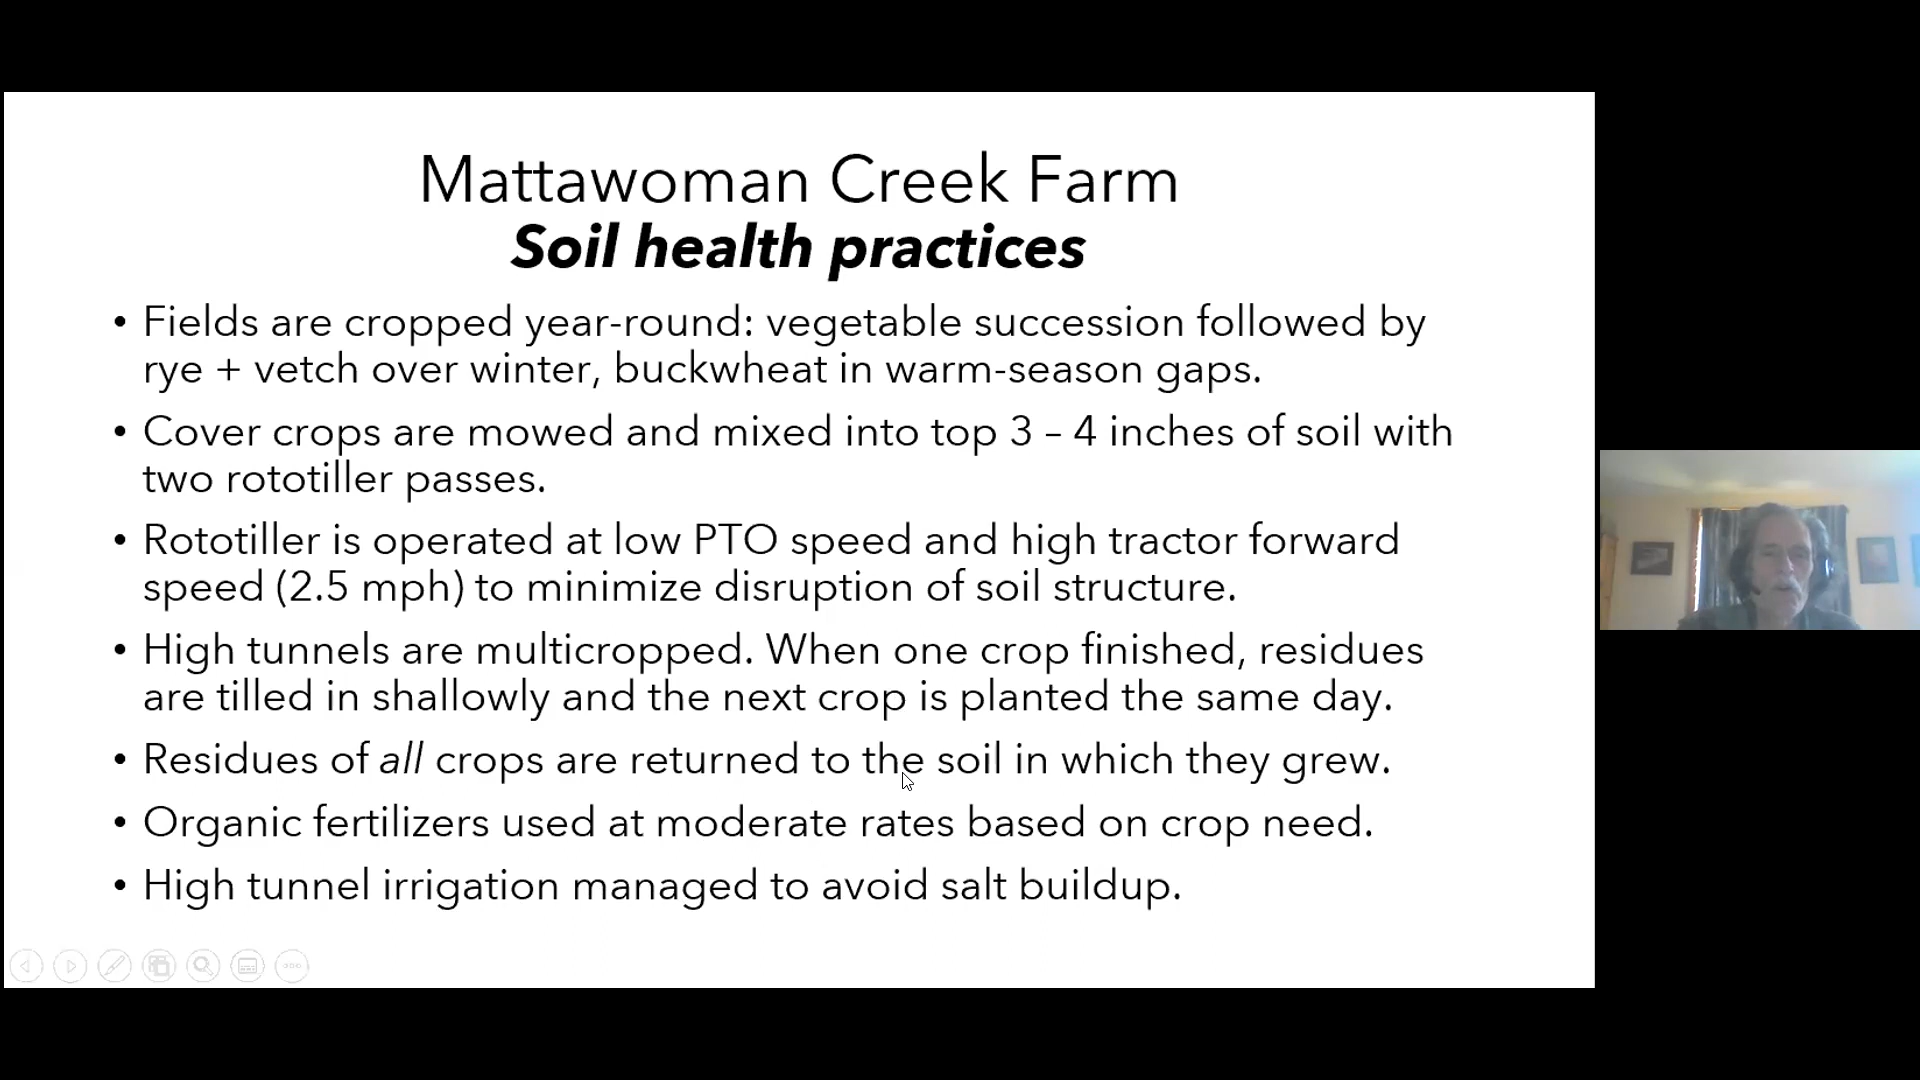 Mattawoman Creek Farm
Soil health practices
• Fields are cropped year-round: vegetable succession followed by
rye + vetch over winter, buckwheat in warm-season gaps.
• Cover crops are mowed and mixed into top 3 – 4 inches of soil with
two rototiller passes.
• Rototiller is operated at low PTO speed and high tractor forward
speed (2.5 mph) to minimize disruption of soil structure.
• High tunnels are multicropped. When one crop finished, residues
are tilled in shallowly and the next crop is planted the same day.
• Residues of all crops are returned to the soil in which they grew.
• Organic fertilizers used at moderate rates based on crop need.
• High tunnel irrigation managed to avoid salt buildup.